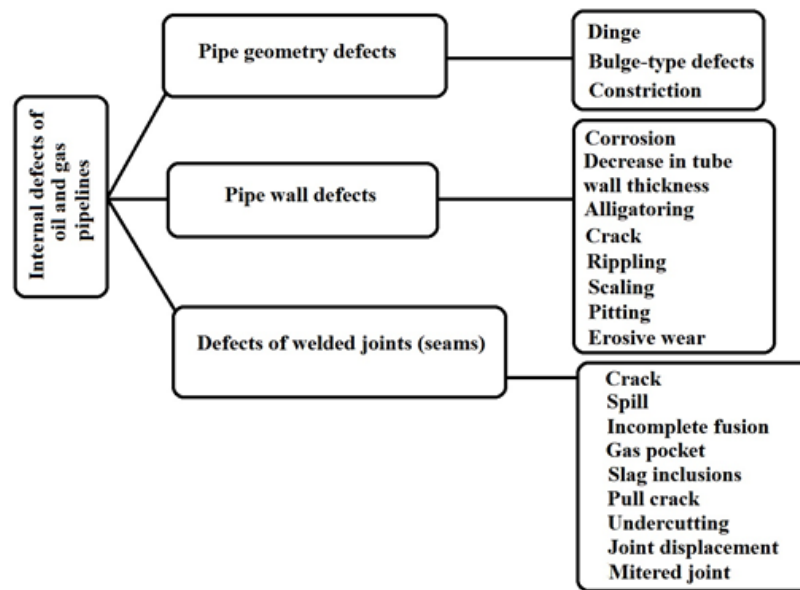 Internal defects of
oil and gas
pipelines
Pipe geometry defects
Dinge
Bulge-type defects
Constriction
Pipe wall defects
Corrosion
Decrease in tube
wall thickness
Alligatoring
Crack
Rippling
Scaling
Pitting
Erosive wear
Defects of welded joints (seams)
Crack
Spill
Incomplete fusion
Gas pocket
Slag inclusions
Pull crack
Undercutting
Joint displacement
Mitered joint